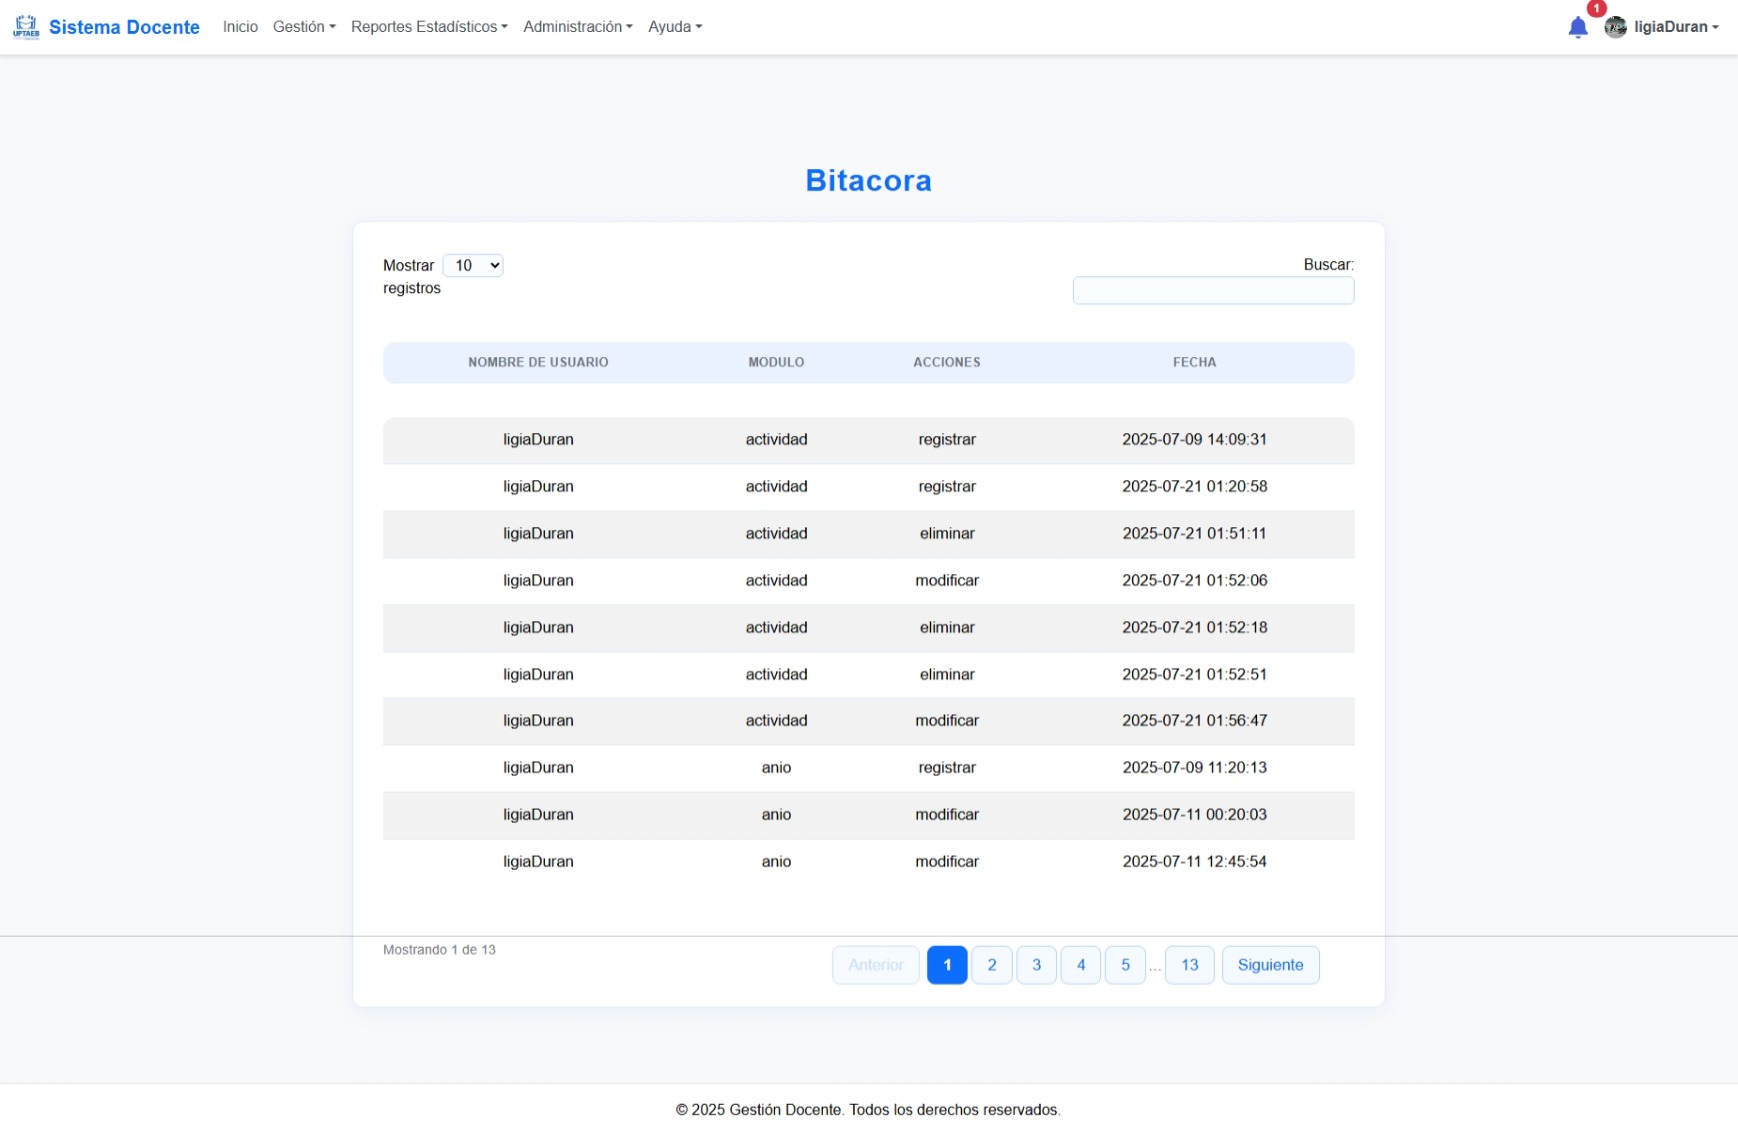 UPTAEB Sistema Docente Inicio Gestión Reportes Estadísticos Administración Ayuda 1 ligiaDuran
Bitacora
Mostrar 10 registros
Buscar:
NOMBRE DE USUARIO MODULO ACCIONES FECHA
ligiaDuran actividad registrar 2025-07-09 14:09:31
ligiaDuran actividad registrar 2025-07-21 01:20:58
ligiaDuran actividad eliminar 2025-07-21 01:51:11
ligiaDuran actividad modificar 2025-07-21 01:52:06
ligiaDuran actividad eliminar 2025-07-21 01:52:18
ligiaDuran actividad eliminar 2025-07-21 01:52:51
ligiaDuran actividad modificar 2025-07-21 01:56:47
ligiaDuran anio registrar 2025-07-09 11:20:13
ligiaDuran anio modificar 2025-07-11 00:20:03
ligiaDuran anio modificar 2025-07-11 12:45:54
Mostrando 1 de 13
Anterior 1 2 3 4 5 ... 13 Siguiente
© 2025 Gestión Docente. Todos los derechos reservados.